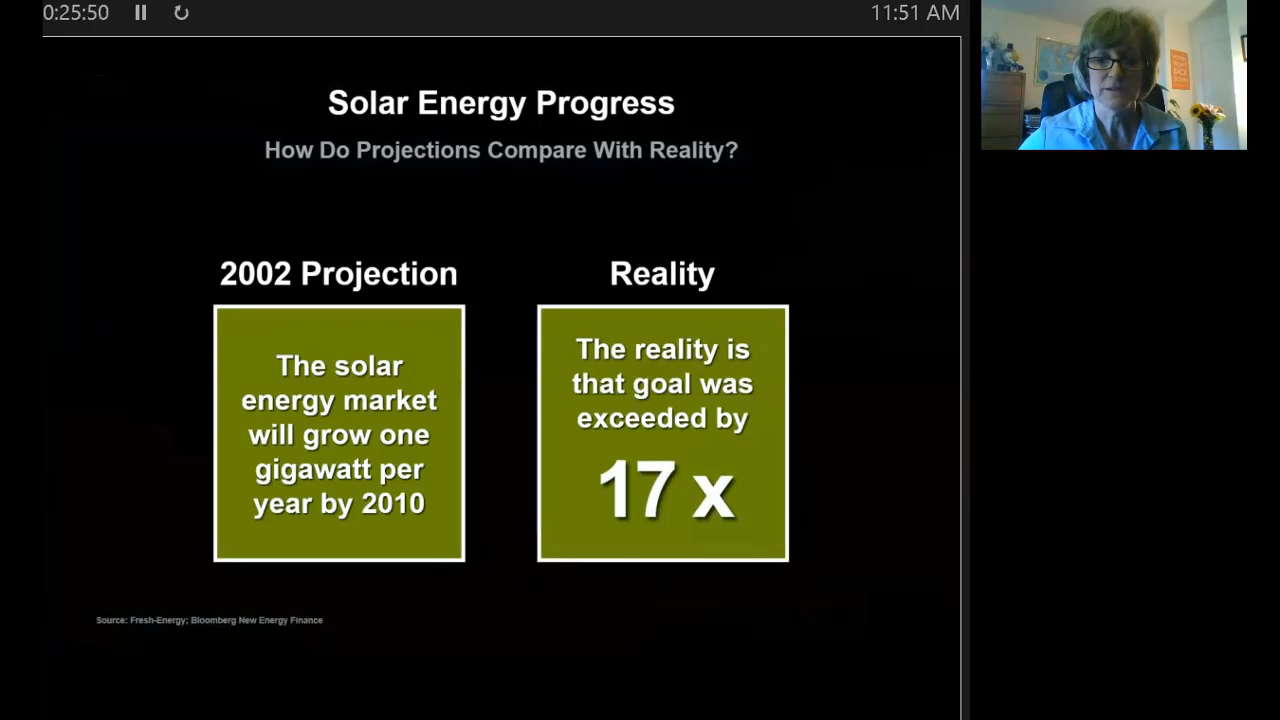 0:25:50
11:51 AM
Solar Energy Progress
How Do Projections Compare With Reality?
2002 Projection
The solar
energy market
will grow one
gigawatt per
year by 2010
Reality
The reality is
that goal was
exceeded by
17 x
Source: Fresh-Energy; Bloomberg New Energy Finance
BACK
DOWN